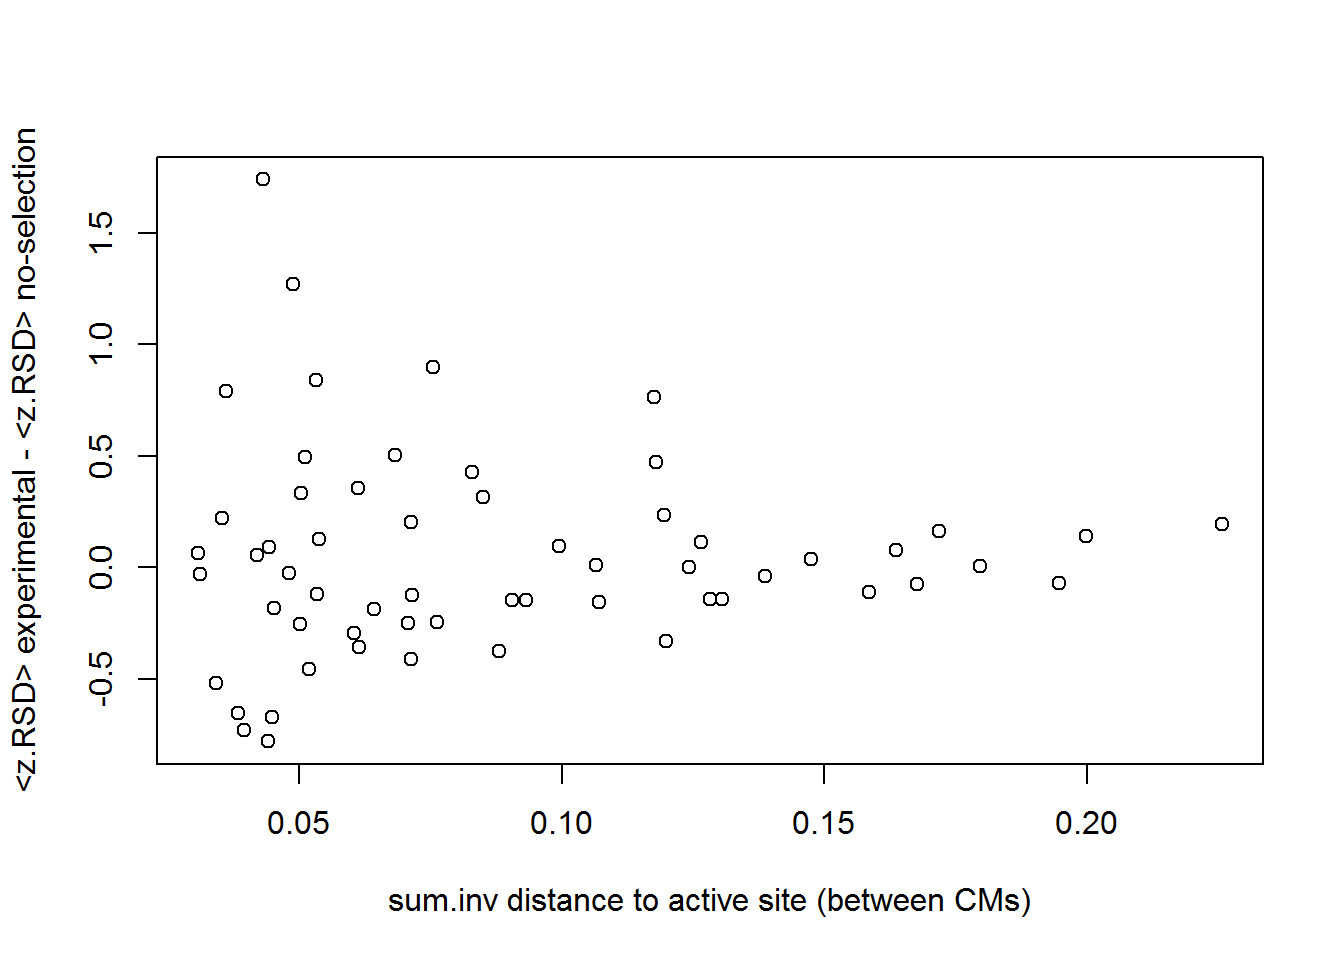 <z.RSD> experimental - <z.RSD> no-selection
1.5
1.0
0.5
0.0
-0.5
0.05 0.10 0.15 0.20
sum.inv distance to active site (between CMs)